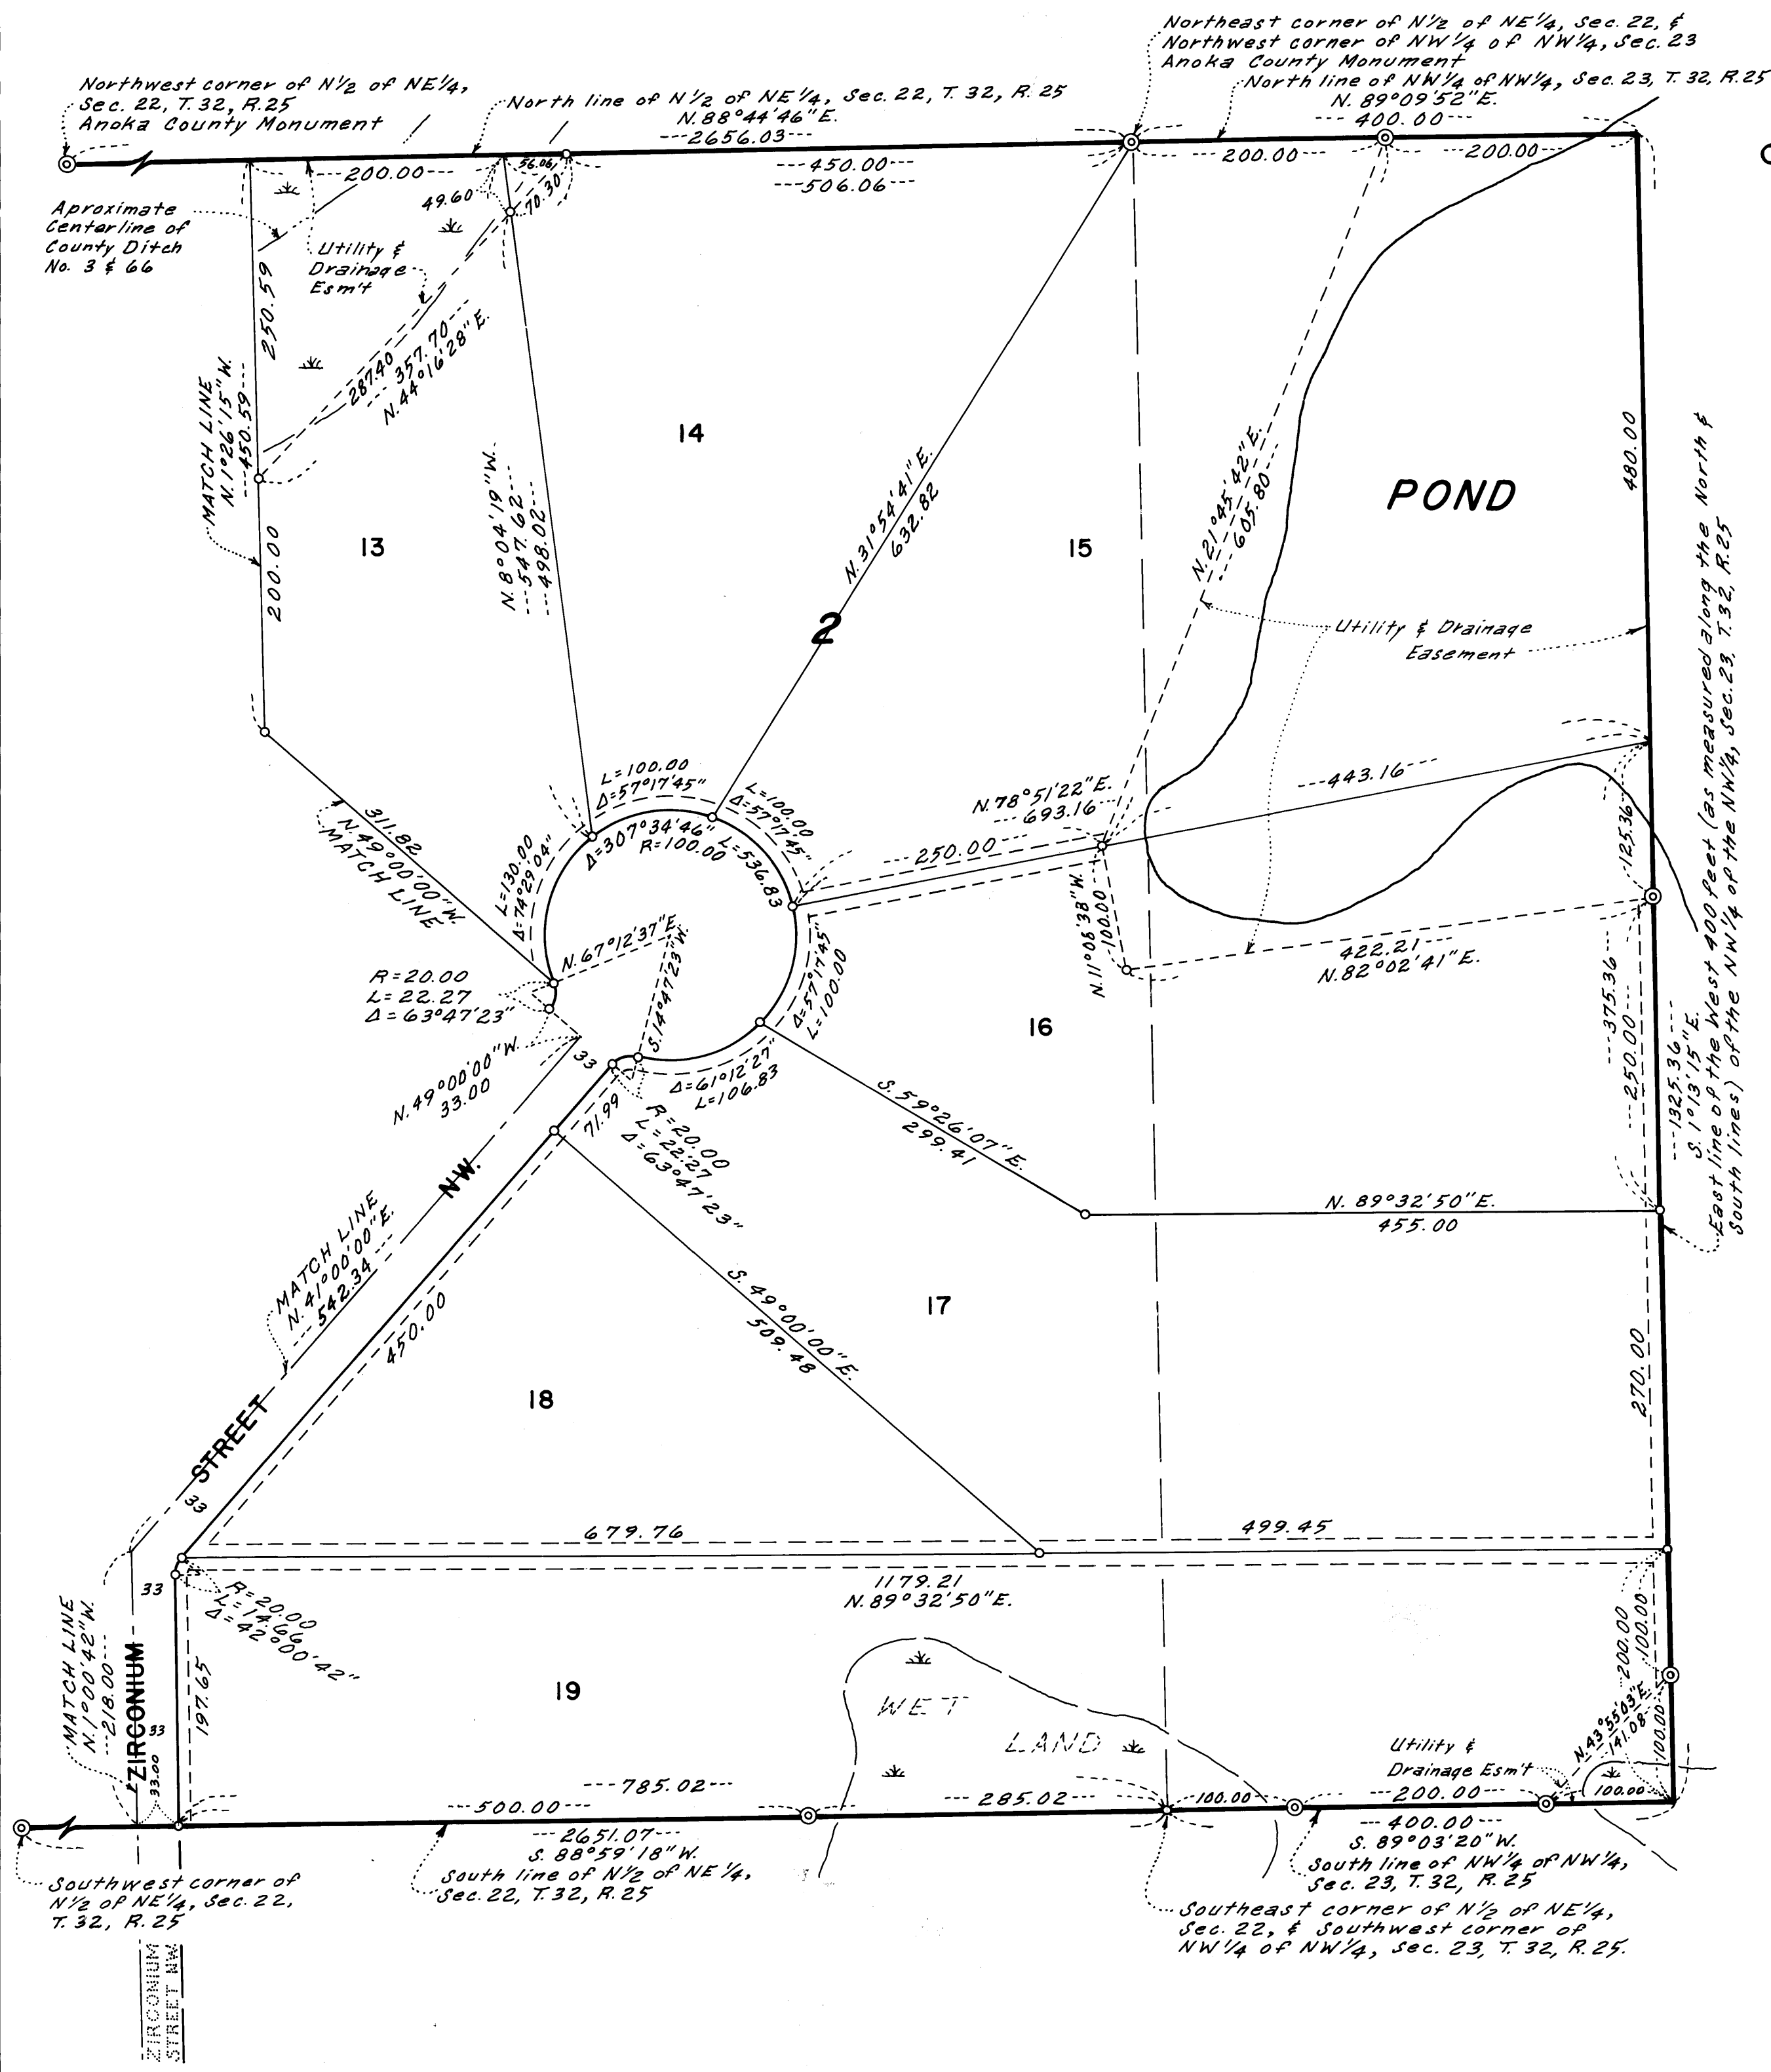 Northeast corner of N½ of NE¼, Sec. 22, &
Northwest corner of NW¼ of NW¼, Sec. 23
Anoka County Monument
North line of NW¼ of NW¼, Sec. 23, T. 32, R. 25
N. 89°09'52"E.
---400.00---
Northwest corner of N½ of NE¼,
Sec. 22, T. 32, R. 25
Anoka County Monument
North line of N½ of NE¼, Sec. 22, T. 32, R. 25
N. 88°44'46"E.
---2656.03---
---200.00---
56.06
---450.00---
---506.06---
---200.00---
---200.00---
49.60
70.30
Aproximate
Centerline of
County Ditch
No. 3 & 66
Utility &
Drainage
Esm't
250.59
287.40
---357.70---
N. 44°16'28"E.
MATCH LINE
N. 1°26'15"W.
---450.59---
200.00
13
14
N. 8°04'19"W.
---547.62---
---498.02---
N. 31°54'41"E.
632.82
2
15
N. 21°45'42"E.
---605.80---
POND
480.00
Utility & Drainage
Easement
East line of the West 400 feet (as measured along the North &
South lines) of the NW¼ of the NW¼, Sec. 23, T. 32, R. 25
---1325.36---
S. 1°13'15"E.
311.82
N. 49°00'00"W.
MATCH LINE
L=100.00
Δ=57°17'45"
L=100.00
Δ=57°17'45"
Δ=307°34'46"
R=100.00
L=536.83
L=130.00
Δ=74°29'04"
N. 78°51'22"E.
---693.16---
---250.00---
---443.16---
125.36
N. 11°08'38"W.
---100.00---
422.21---
N. 82°02'41"E.
---375.36---
---250.00---
N. 67°12'37"E.
S. 14°47'23"W.
R=20.00
L=22.27
Δ=63°47'23"
Δ=57°17'45"
L=100.00
16
N. 49°00'00"W.
33.00
33
Δ=61°12'27"
L=106.83
71.99
R=20.00
L=22.27
Δ=63°47'23"
S. 59°26'07"E.
299.41
N. 89°32'50"E.
455.00
NW.
MATCH LINE
N. 41°00'00"E.
---542.34---
450.00
S. 49°00'00"E.
509.48
17
270.00
18
STREET
33
679.76
499.45
1179.21
N. 89°32'50"E.
33
R=20.00
L=14.66
Δ=42°00'42"
MATCH LINE
N. 1°00'42"W.
---218.00---
ZIRCONIUM
33
33.00
197.65
19
WET
LAND
200.00
100.00
N. 43°55'03"E.
---141.08---
100.00
Utility &
Drainage Esm't
---785.02---
---500.00---
---285.02---
100.00
---200.00---
100.00
---2651.07---
S. 88°59'18"W.
South line of N½ of NE¼,
Sec. 22, T. 32, R. 25
---400.00---
S. 89°03'20"W.
South line of NW¼ of NW¼,
Sec. 23, T. 32, R. 25
Southwest corner of
N½ of NE¼, Sec. 22,
T. 32, R. 25
Southeast corner of N½ of NE¼,
Sec. 22, & Southwest corner of
NW¼ of NW¼, Sec. 23, T. 32, R. 25.
ZIRCONIUM
STREET NW.